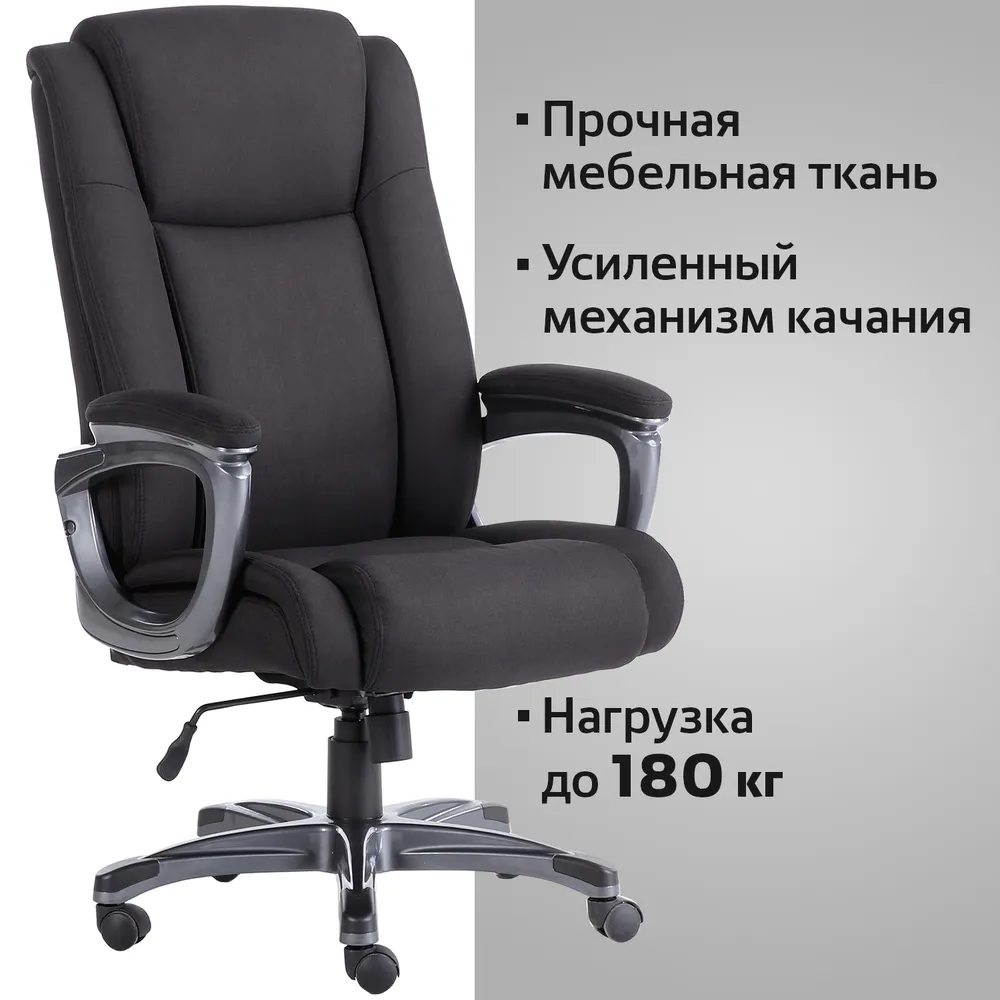 ▪ Прочная
мебельная ткань
▪ Усиленный
механизм качания
▪ Нагрузка
до 180 кг